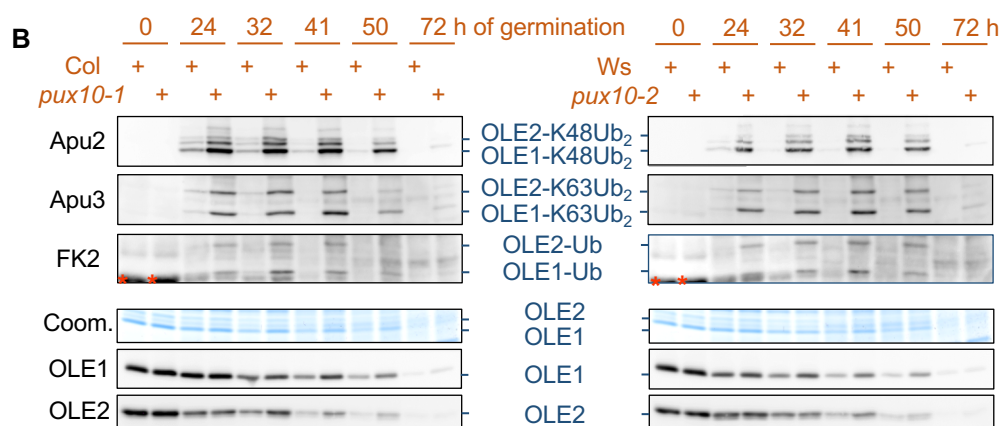 B
0 24 32 41 50 72 h of germination 0 24 32 41 50 72 h
Col + + + + + + Ws + + + + + +
pux10-1 + + + + + + pux10-2 + + + + + +
Apu2 OLE2-K48Ub2
OLE1-K48Ub2
Apu3 OLE2-K63Ub2
OLE1-K63Ub2
FK2 OLE2-Ub
OLE1-Ub
* * * *
Coom. OLE2
OLE1
OLE1 OLE1
OLE2 OLE2